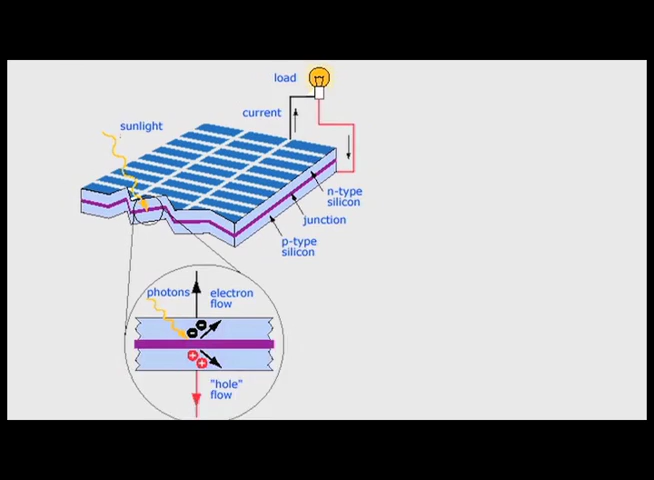 load
current
sunlight
n-type
silicon
junction
p-type
silicon
photons
electron
flow
"hole"
flow